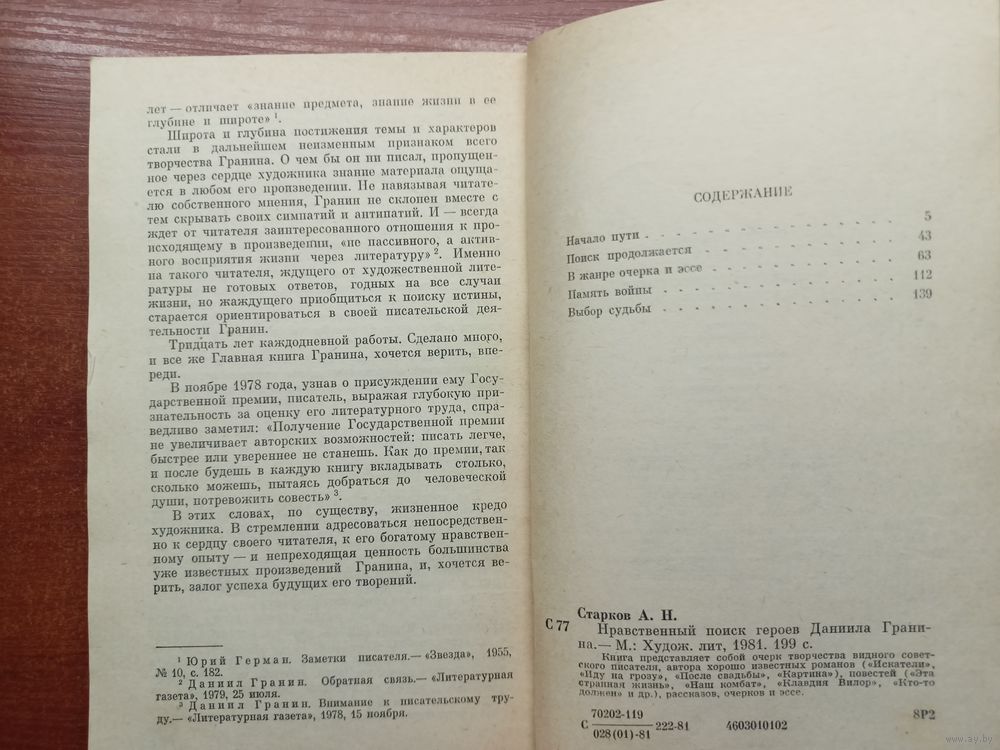 лет — отличает «знание предмета, знание жизни в ее
глубине и широте» ¹.
Широта и глубина постижения темы и характеров
стали в дальнейшем неизменным признаком всего
творчества Гранина. О чем бы он ни писал, пропущен-
ное через сердце художника знание материала ощуща-
ется в любом его произведении. Не навязывая читате-
лю собственного мнения, Гранин не склонен вместе с
тем скрывать своих симпатий и антипатий. И — всегда
ждет от читателя заинтересованного отношения к про-
исходящему в произведении, «не пассивного, а актив-
ного восприятия жизни через литературу» ². Именно
на такого читателя, ждущего от художественной лите-
ратуры не готовых ответов, годных на все случаи
жизни, но жаждущего приобщиться к поиску истины,
старается ориентироваться в своей писательской дея-
тельности Гранин.
Тридцать лет каждодневной работы. Сделано много,
и все же Главная книга Гранина, хочется верить, впе-
реди.
В ноябре 1978 года, узнав о присуждении ему Госу-
дарственной премии, писатель, выражая глубокую при-
знательность за оценку его литературного труда, спра-
ведливо заметил: «Получение Государственной премии
не увеличивает авторских возможностей: писать легче,
быстрее или увереннее не станешь. Как до премии, так
и после будешь в каждую книгу вкладывать столько,
сколько можешь, пытаясь добраться до человеческой
души, потревожить совесть» ³.
В этих словах, по существу, жизненное кредо
художника. В стремлении адресоваться непосредствен-
но к сердцу своего читателя, к его богатому нравствен-
ному опыту — и непреходящая ценность большинства
уже известных произведений Гранина, и, хочется ве-
рить, залог успеха будущих его творений.
¹ Юрий Герман. Заметки писателя.— «Звезда», 1955,
№ 10, с. 182.
² Даниил Гранин. Обратная связь.— «Литературная
газета», 1979, 25 июля.
³ Даниил Гранин. Внимание к писательскому тру-
ду.— «Литературная газета», 1978, 15 ноября.
СОДЕРЖАНИЕ
Начало пути . . . . . . . . . . . . 5
Поиск продолжается . . . . . . . . . . 43
В жанре очерка и эссе . . . . . . . . . 63
Память войны . . . . . . . . . . . . 112
Выбор судьбы . . . . . . . . . . . . 139
Старков А. Н.
С 77 Нравственный поиск героев Даниила Грани-
на.— М.: Худож. лит, 1981. 199 с.
Книга представляет собой очерк творчества видного совет-
ского писателя, автора хорошо известных романов («Искатели»,
«Иду на грозу», «После свадьбы», «Картина»), повестей («Эта
странная жизнь», «Наш комбат», «Клавдия Вилор», «Кто-то
должен» и др.), рассказов, очерков и эссе.
С 70202-119 / 028(01)-81 222-81 4603010102 8Р2
www.ay.by